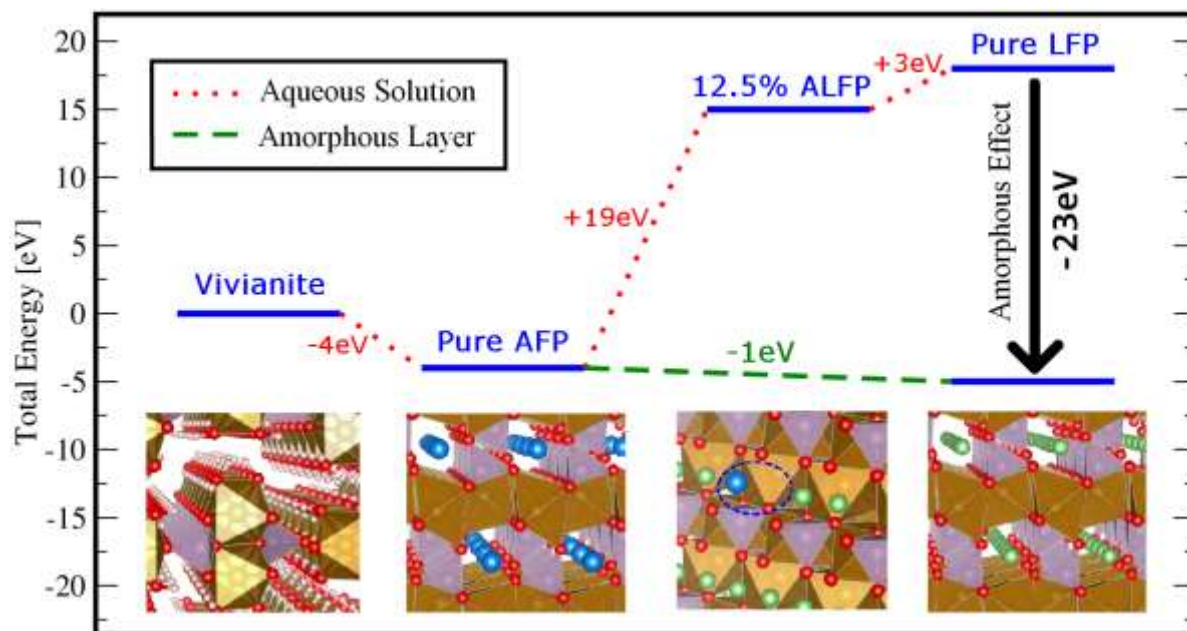 20
15
10
5
0
-5
-10
-15
-20
Total Energy [eV]
Aqueous Solution
Amorphous Layer
Vivianite
-4eV
Pure AFP
+19eV
12.5% ALFP
+3eV
Pure LFP
-1eV
Amorphous Effect
-23eV